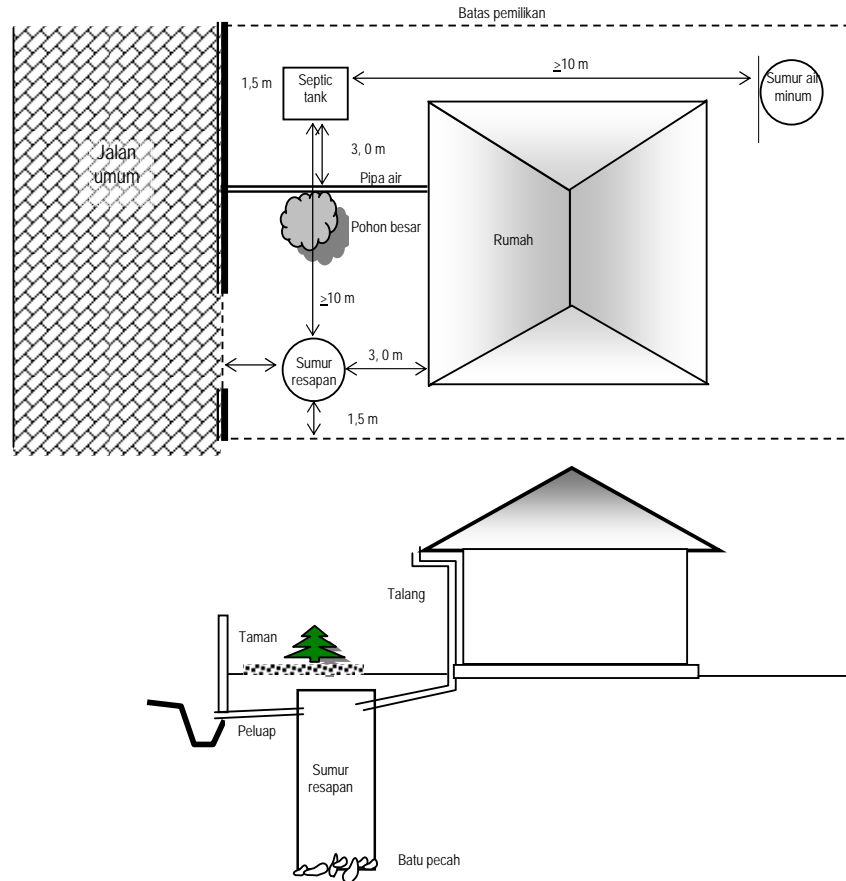 Batas pemilikan
≥10 m
1,5 m
Septic
tank
Sumur air
minum
3, 0 m
Jalan
umum
Pipa air
Pohon besar
Rumah
≥10 m
Sumur
resapan
3, 0 m
1,5 m
Talang
Taman
Peluap
Sumur
resapan
Batu pecah